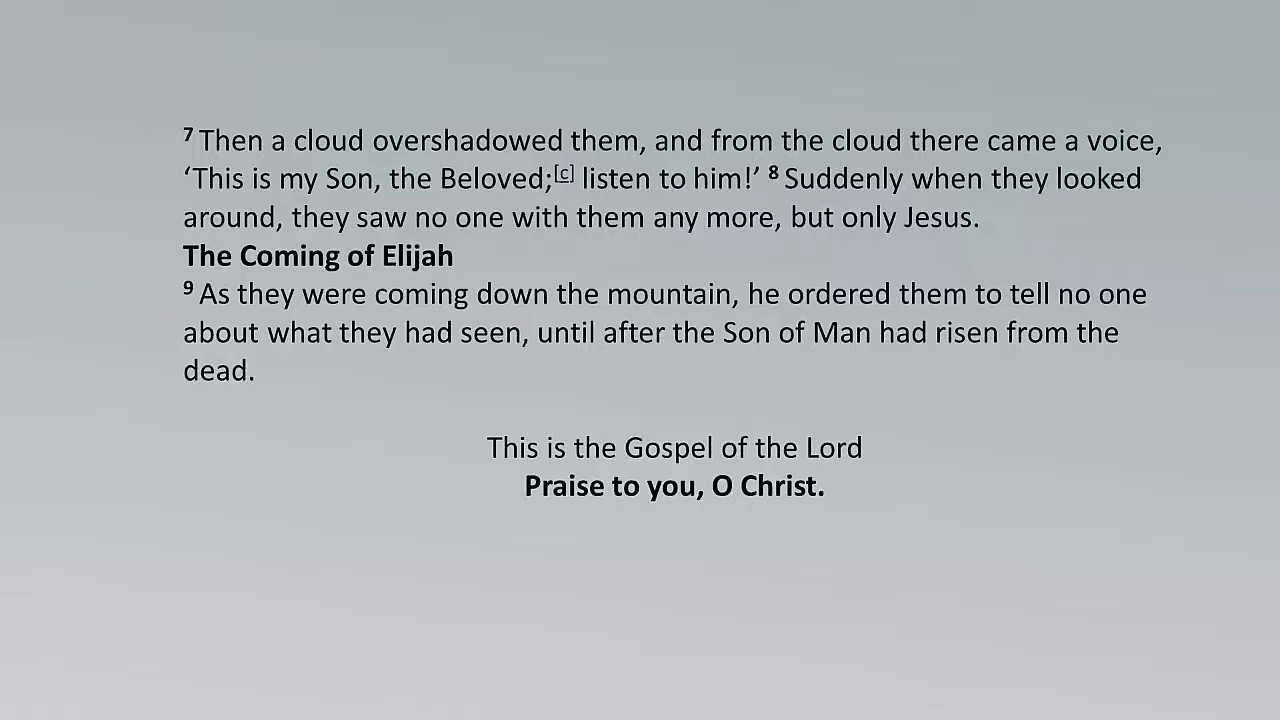 7 Then a cloud overshadowed them, and from the cloud there came a voice,
‘This is my Son, the Beloved;[c] listen to him!’ 8 Suddenly when they looked
around, they saw no one with them any more, but only Jesus.
The Coming of Elijah
9 As they were coming down the mountain, he ordered them to tell no one
about what they had seen, until after the Son of Man had risen from the
dead.
This is the Gospel of the Lord
Praise to you, O Christ.